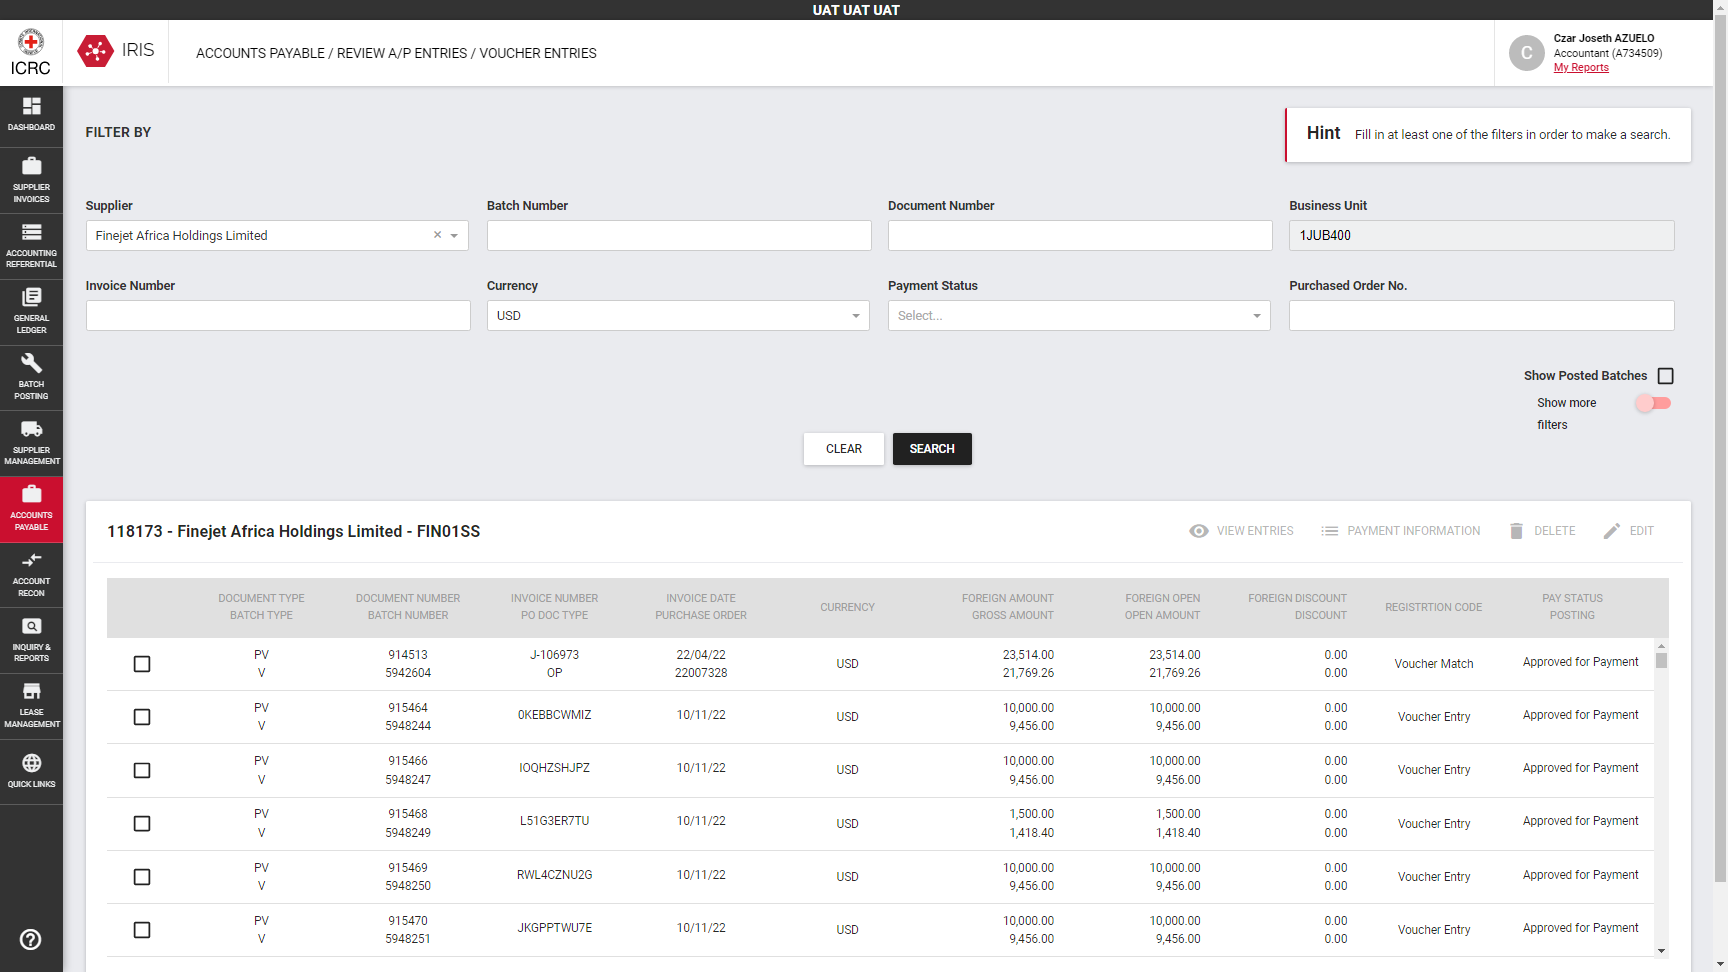 UAT UAT UAT
ICRC
IRIS
ACCOUNTS PAYABLE / REVIEW A/P ENTRIES / VOUCHER ENTRIES
C
Czar Joseth AZUELO
Accountant (A734509)
My Reports
DASHBOARD
SUPPLIER
INVOICES
ACCOUNTING
REFERENTIAL
GENERAL
LEDGER
BATCH
POSTING
SUPPLIER
MANAGEMENT
ACCOUNTS
PAYABLE
ACCOUNT
RECON
INQUIRY &
REPORTS
LEASE
MANAGEMENT
QUICK LINKS
FILTER BY
Hint Fill in at least one of the filters in order to make a search.
Supplier Batch Number Document Number Business Unit
Finejet Africa Holdings Limited 1JUB400
Invoice Number Currency Payment Status Purchased Order No.
USD Select...
Show Posted Batches
Show more
filters
CLEAR SEARCH
118173 - Finejet Africa Holdings Limited - FIN01SS VIEW ENTRIES PAYMENT INFORMATION DELETE EDIT
DOCUMENT TYPE DOCUMENT NUMBER INVOICE NUMBER INVOICE DATE FOREIGN AMOUNT FOREIGN OPEN FOREIGN DISCOUNT PAY STATUS
CURRENCY REGISTRTION CODE
BATCH TYPE BATCH NUMBER PO DOC TYPE PURCHASE ORDER GROSS AMOUNT OPEN AMOUNT DISCOUNT POSTING
PV 914513 J-106973 22/04/22 23,514.00 23,514.00 0.00
USD Voucher Match Approved for Payment
V 5942604 OP 22007328 21,769.26 21,769.26 0.00
PV 915464 0KEBBCWMIZ 10/11/22 10,000.00 10,000.00 0.00
USD Voucher Entry Approved for Payment
V 5948244 9,456.00 9,456.00 0.00
PV 915466 IOQHZSHJPZ 10/11/22 10,000.00 10,000.00 0.00
USD Voucher Entry Approved for Payment
V 5948247 9,456.00 9,456.00 0.00
PV 915468 L51G3ER7TU 10/11/22 1,500.00 1,500.00 0.00
USD Voucher Entry Approved for Payment
V 5948249 1,418.40 1,418.40 0.00
PV 915469 RWL4CZNU2G 10/11/22 10,000.00 10,000.00 0.00
USD Voucher Entry Approved for Payment
V 5948250 9,456.00 9,456.00 0.00
PV 915470 JKGPPTWU7E 10/11/22 10,000.00 10,000.00 0.00
USD Voucher Entry Approved for Payment
V 5948251 9,456.00 9,456.00 0.00